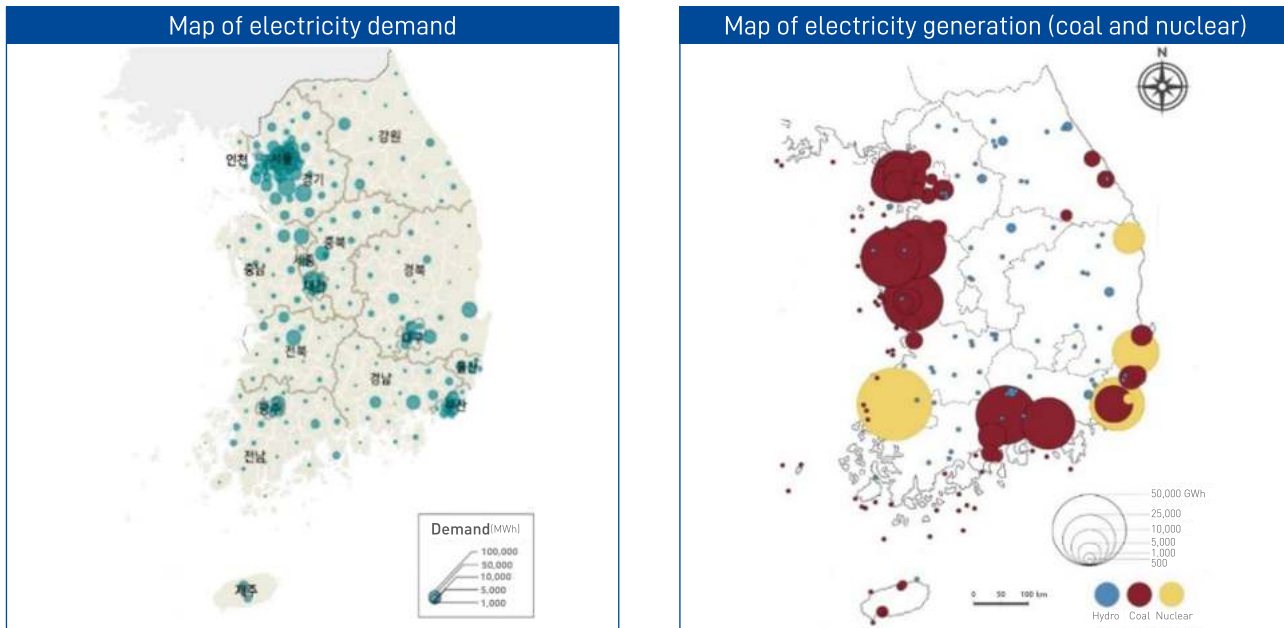 Map of electricity demand
강원
인천
서울
경기
충북
세종
충남
대전
경북
대구
전북
울산
경남
부산
광주
전남
제주
Demand(MWh)
100,000
50,000
10,000
5,000
1,000
Map of electricity generation (coal and nuclear)
N
50,000 GWh
25,000
10,000
5,000
1,000
500
0 50 100 km
Hydro Coal Nuclear